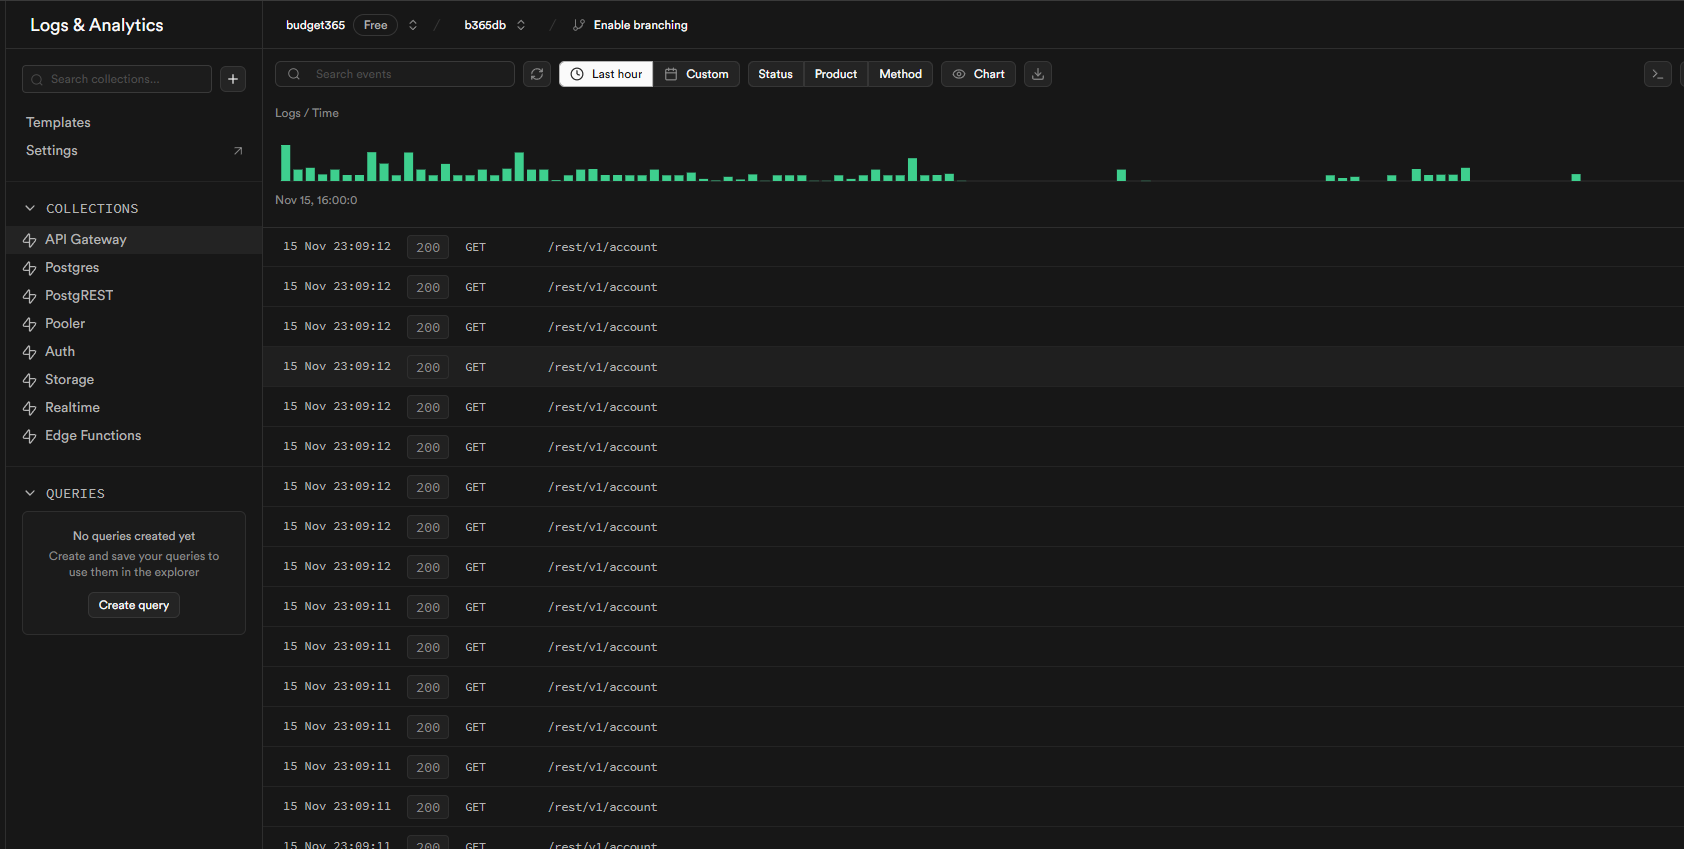 Logs & Analytics
budget365 Free / b365db / Enable branching
Search collections...
Templates
Settings
COLLECTIONS
API Gateway
Postgres
PostgREST
Pooler
Auth
Storage
Realtime
Edge Functions
QUERIES
No queries created yet
Create and save your queries to
use them in the explorer
Create query
Search events
Last hour
Custom
Status
Product
Method
Chart
Logs / Time
Nov 15, 16:00:0
15 Nov 23:09:12 200 GET /rest/v1/account
15 Nov 23:09:12 200 GET /rest/v1/account
15 Nov 23:09:12 200 GET /rest/v1/account
15 Nov 23:09:12 200 GET /rest/v1/account
15 Nov 23:09:12 200 GET /rest/v1/account
15 Nov 23:09:12 200 GET /rest/v1/account
15 Nov 23:09:12 200 GET /rest/v1/account
15 Nov 23:09:12 200 GET /rest/v1/account
15 Nov 23:09:12 200 GET /rest/v1/account
15 Nov 23:09:11 200 GET /rest/v1/account
15 Nov 23:09:11 200 GET /rest/v1/account
15 Nov 23:09:11 200 GET /rest/v1/account
15 Nov 23:09:11 200 GET /rest/v1/account
15 Nov 23:09:11 200 GET /rest/v1/account
15 Nov 23:09:11 200 GET /rest/v1/account
15 Nov 23:09:11 200 GET /rest/v1/account